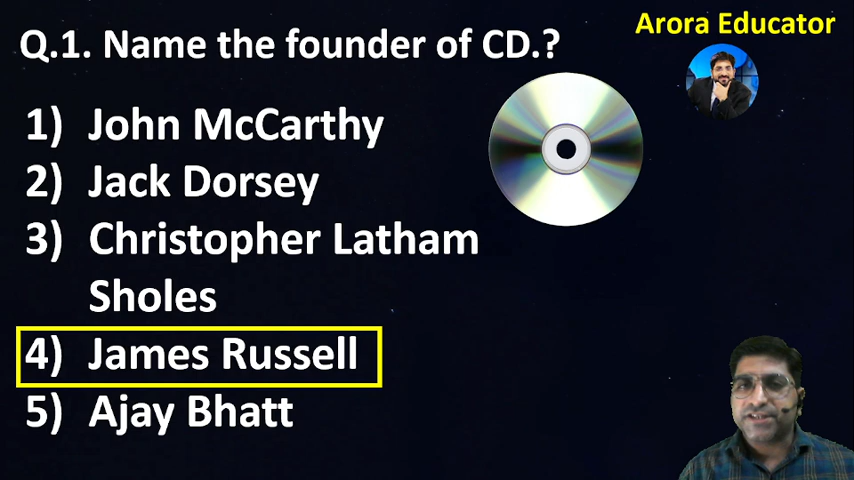 Arora Educator
Q.1. Name the founder of CD.?
1) John McCarthy
2) Jack Dorsey
3) Christopher Latham
Sholes
4) James Russell
5) Ajay Bhatt